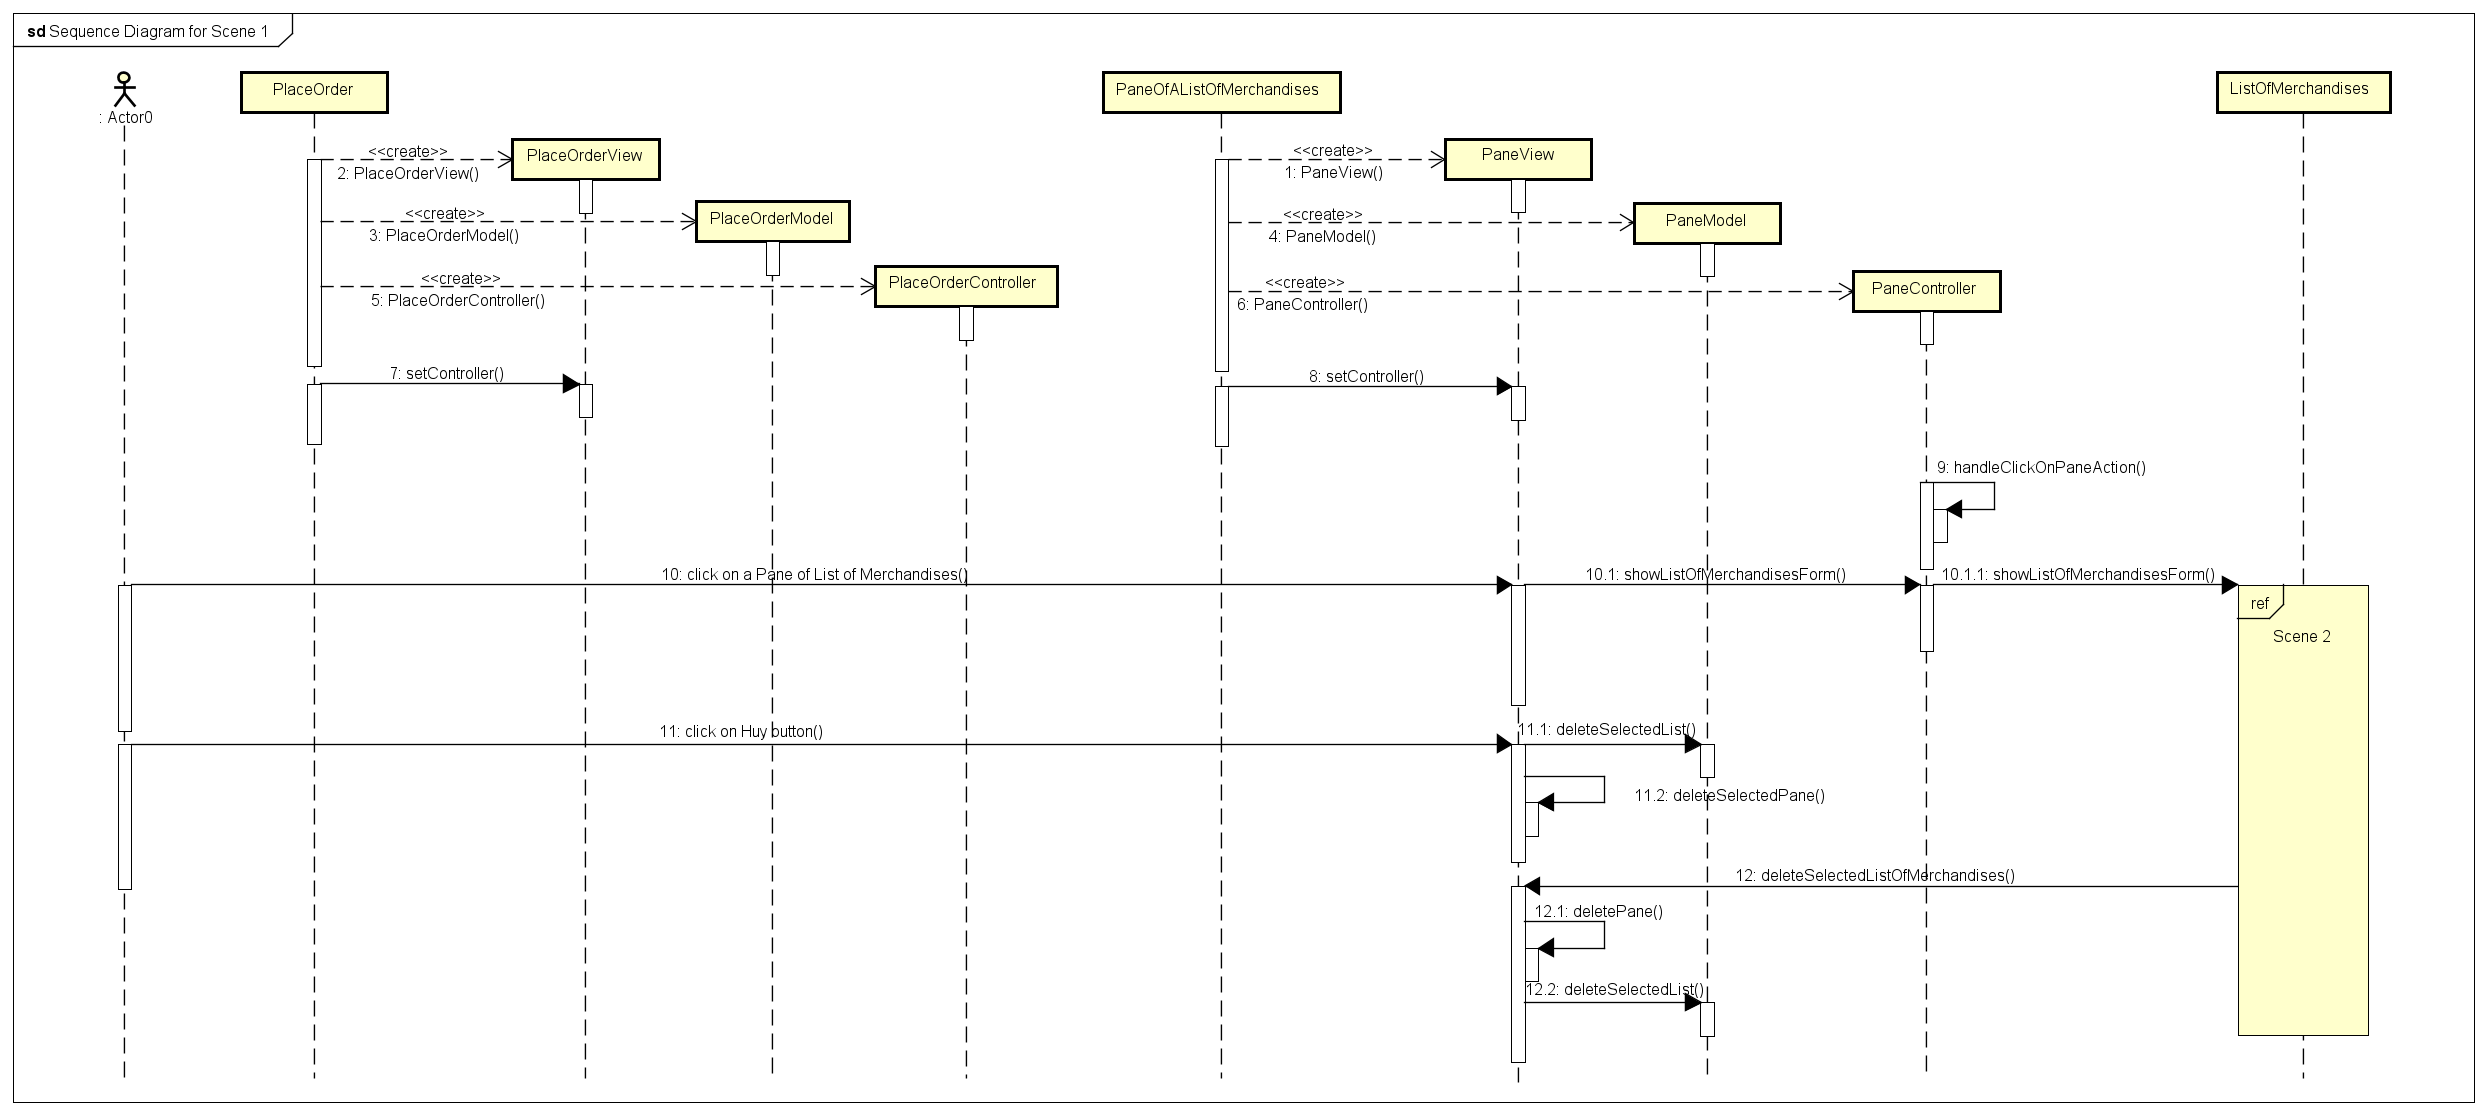 sd Sequence Diagram for Scene 1
: Actor0
PlaceOrder
PaneOfAListOfMerchandises
ListOfMerchandises
<<create>>
2: PlaceOrderView()
PlaceOrderView
<<create>>
1: PaneView()
PaneView
<<create>>
3: PlaceOrderModel()
PlaceOrderModel
<<create>>
4: PaneModel()
PaneModel
<<create>>
5: PlaceOrderController()
PlaceOrderController
<<create>>
6: PaneController()
PaneController
7: setController()
8: setController()
9: handleClickOnPaneAction()
10: click on a Pane of List of Merchandises()
10.1: showListOfMerchandisesForm()
10.1.1: showListOfMerchandisesForm()
ref
Scene 2
11: click on Huy button()
11.1: deleteSelectedList()
11.2: deleteSelectedPane()
12: deleteSelectedListOfMerchandises()
12.1: deletePane()
12.2: deleteSelectedList()